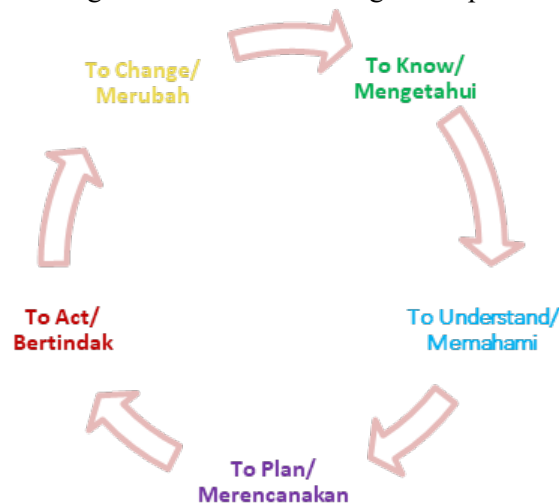 To Change/
Merubah
To Know/
Mengetahui
To Understand/
Memahami
To Plan/
Merencanakan
To Act/
Bertindak